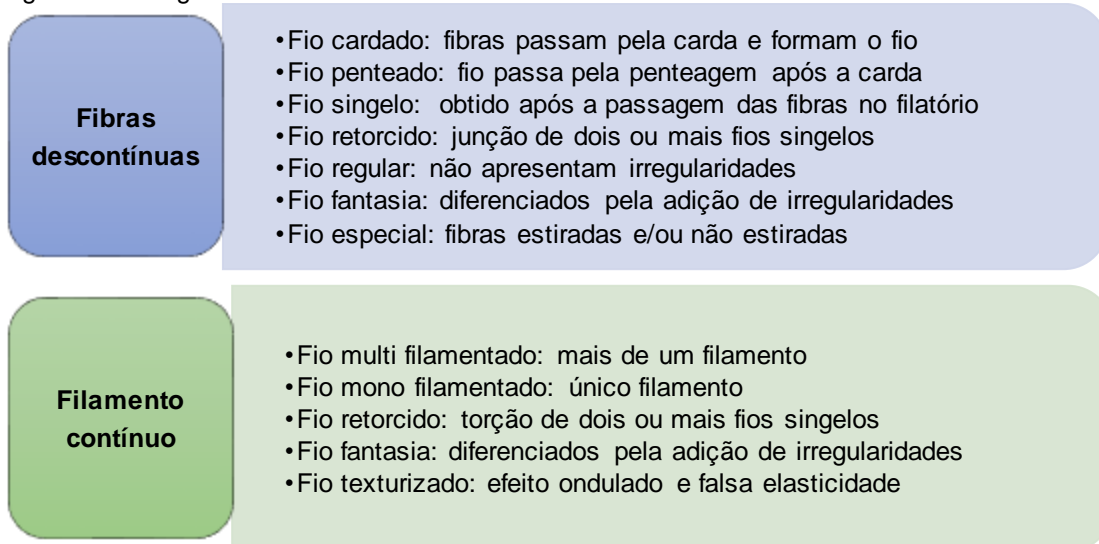 Fibras
descontínuas
•Fio cardado: fibras passam pela carda e formam o fio
•Fio penteado: fio passa pela penteagem após a carda
•Fio singelo: obtido após a passagem das fibras no filatório
•Fio retorcido: junção de dois ou mais fios singelos
•Fio regular: não apresentam irregularidades
•Fio fantasia: diferenciados pela adição de irregularidades
•Fio especial: fibras estiradas e/ou não estiradas
Filamento
contínuo
•Fio multi filamentado: mais de um filamento
•Fio mono filamentado: único filamento
•Fio retorcido: torção de dois ou mais fios singelos
•Fio fantasia: diferenciados pela adição de irregularidades
•Fio texturizado: efeito ondulado e falsa elasticidade